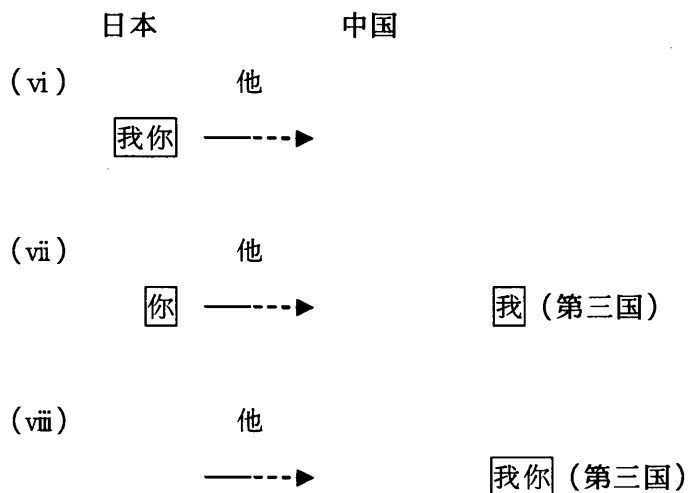 日本 中国
(ⅵ) 他
我你
(ⅶ) 他
你 我 (第三国)
(ⅷ) 他
我你 (第三国)